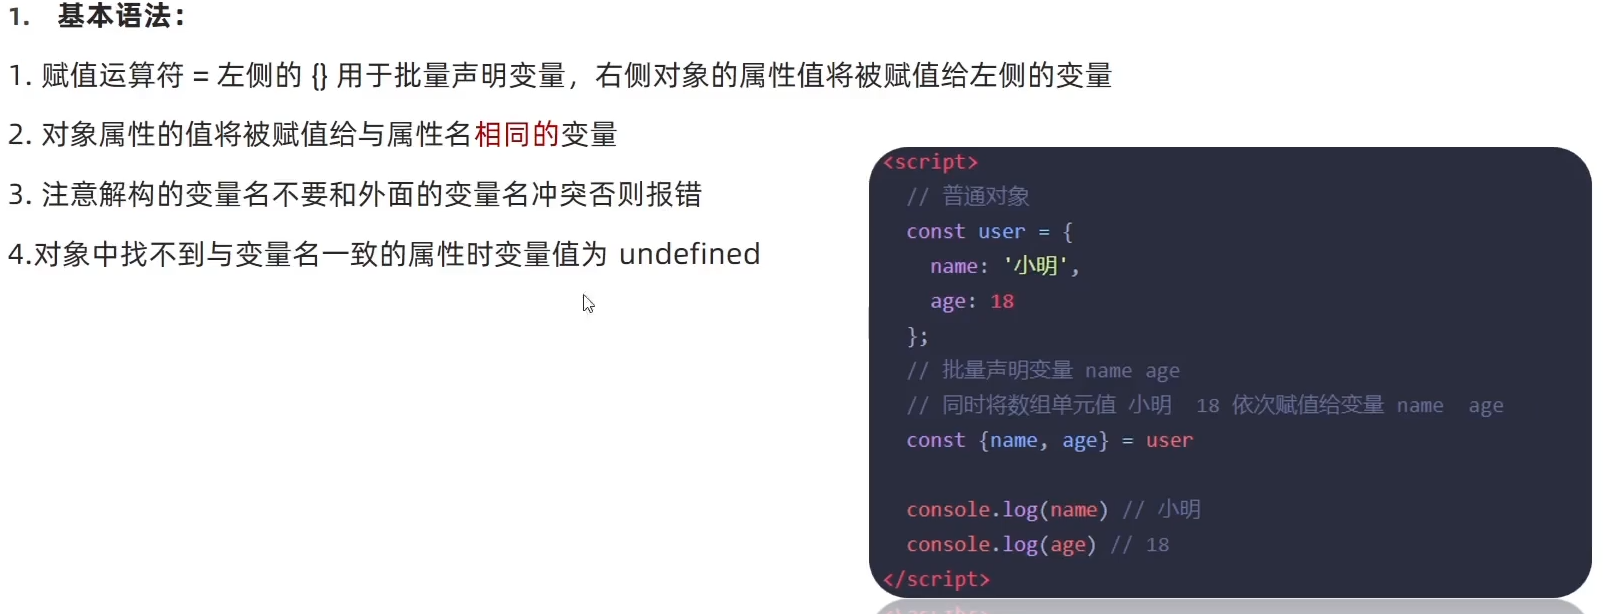 1. 基本语法：
1. 赋值运算符 = 左侧的 {} 用于批量声明变量，右侧对象的属性值将被赋值给左侧的变量
2. 对象属性的值将被赋值给与属性名相同的变量
3. 注意解构的变量名不要和外面的变量名冲突否则报错
4.对象中找不到与变量名一致的属性时变量值为 undefined
<script>
// 普通对象
const user = {
name: '小明',
age: 18
};
// 批量声明变量 name age
// 同时将数组单元值 小明  18 依次赋值给变量 name  age
const {name, age} = user
console.log(name) // 小明
console.log(age) // 18
</script>